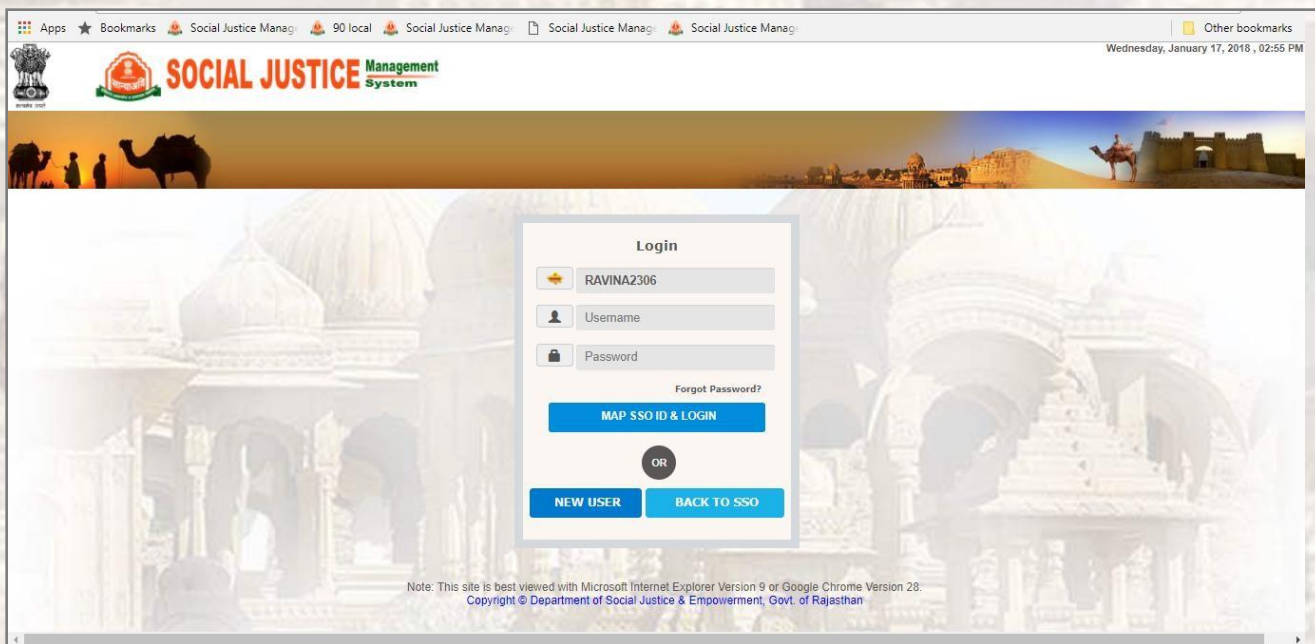 Apps Bookmarks Social Justice Manag 90 local Social Justice Manag Social Justice Manag Social Justice Manag Other bookmarks
Wednesday, January 17, 2018 , 02:55 PM
SOCIAL JUSTICE Management System
Login
RAVINA2306
Username
Password
Forgot Password?
MAP SSO ID & LOGIN
OR
NEW USER BACK TO SSO
Note: This site is best viewed with Microsoft Internet Explorer Version 9 or Google Chrome Version 28.
Copyright © Department of Social Justice & Empowerment, Govt. of Rajasthan